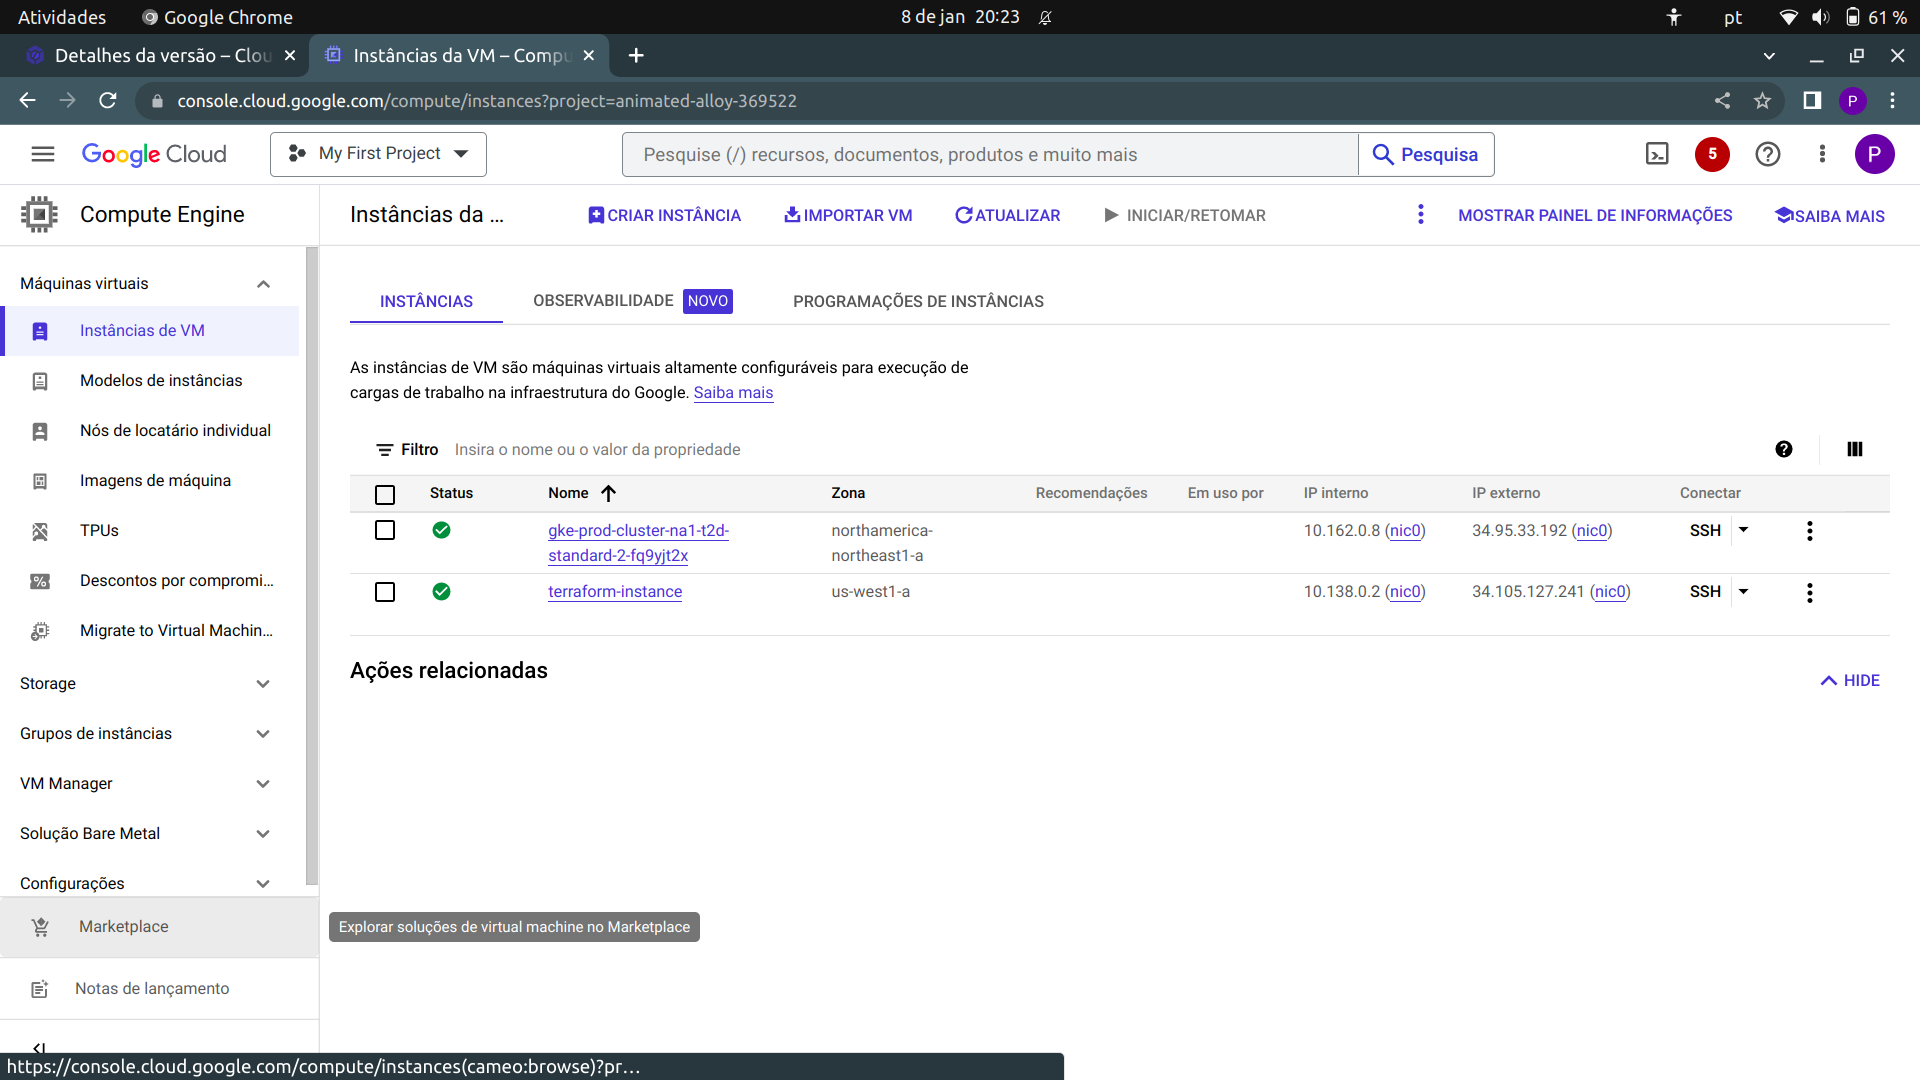 Atividades
Google Chrome
8 de jan 20:23
pt
61 %
Detalhes da versão – Clou
Instâncias da VM – Compu
console.cloud.google.com/compute/instances?project=animated-alloy-369522
P
Google Cloud
My First Project
Pesquise (/) recursos, documentos, produtos e muito mais
Pesquisa
5
P
Compute Engine
Instâncias da ...
CRIAR INSTÂNCIA
IMPORTAR VM
ATUALIZAR
INICIAR/RETOMAR
MOSTRAR PAINEL DE INFORMAÇÕES
SAIBA MAIS
Máquinas virtuais
Instâncias de VM
Modelos de instâncias
Nós de locatário individual
Imagens de máquina
TPUs
Descontos por compromi...
Migrate to Virtual Machin...
Storage
Grupos de instâncias
VM Manager
Solução Bare Metal
Configurações
Marketplace
Notas de lançamento
INSTÂNCIAS
OBSERVABILIDADE NOVO
PROGRAMAÇÕES DE INSTÂNCIAS
As instâncias de VM são máquinas virtuais altamente configuráveis para execução de
cargas de trabalho na infraestrutura do Google. Saiba mais
Filtro Insira o nome ou o valor da propriedade
Status Nome Zona Recomendações Em uso por IP interno IP externo Conectar
gke-prod-cluster-na1-t2d- northamerica- 10.162.0.8 (nic0) 34.95.33.192 (nic0) SSH
standard-2-fq9yjt2x northeast1-a
terraform-instance us-west1-a 10.138.0.2 (nic0) 34.105.127.241 (nic0) SSH
Ações relacionadas
HIDE
Explorar soluções de virtual machine no Marketplace
https://console.cloud.google.com/compute/instances(cameo:browse)?pr...